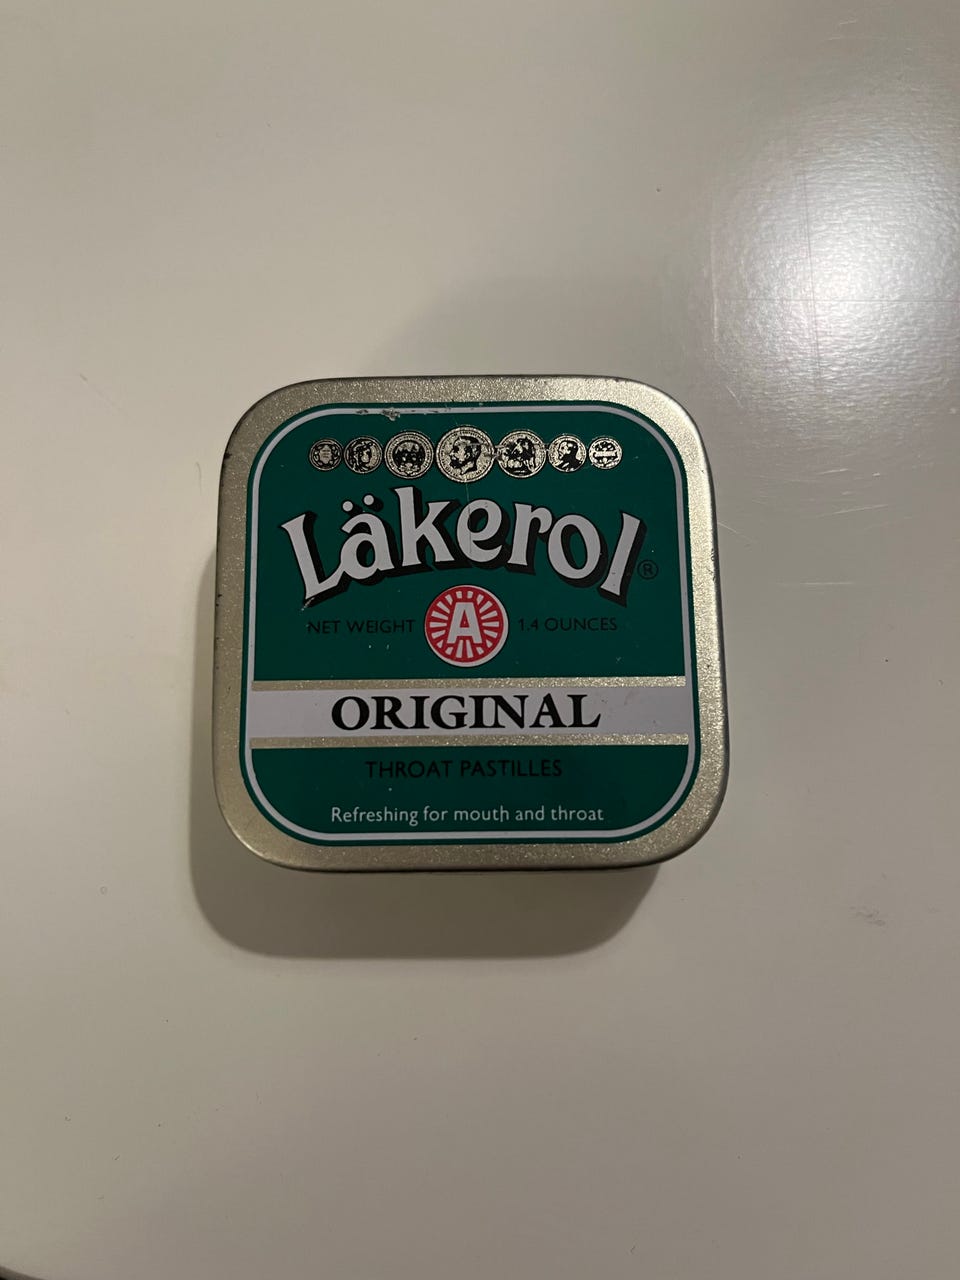 Läkerol®
NET WEIGHT A 1.4 OUNCES
ORIGINAL
THROAT PASTILLES
Refreshing for mouth and throat